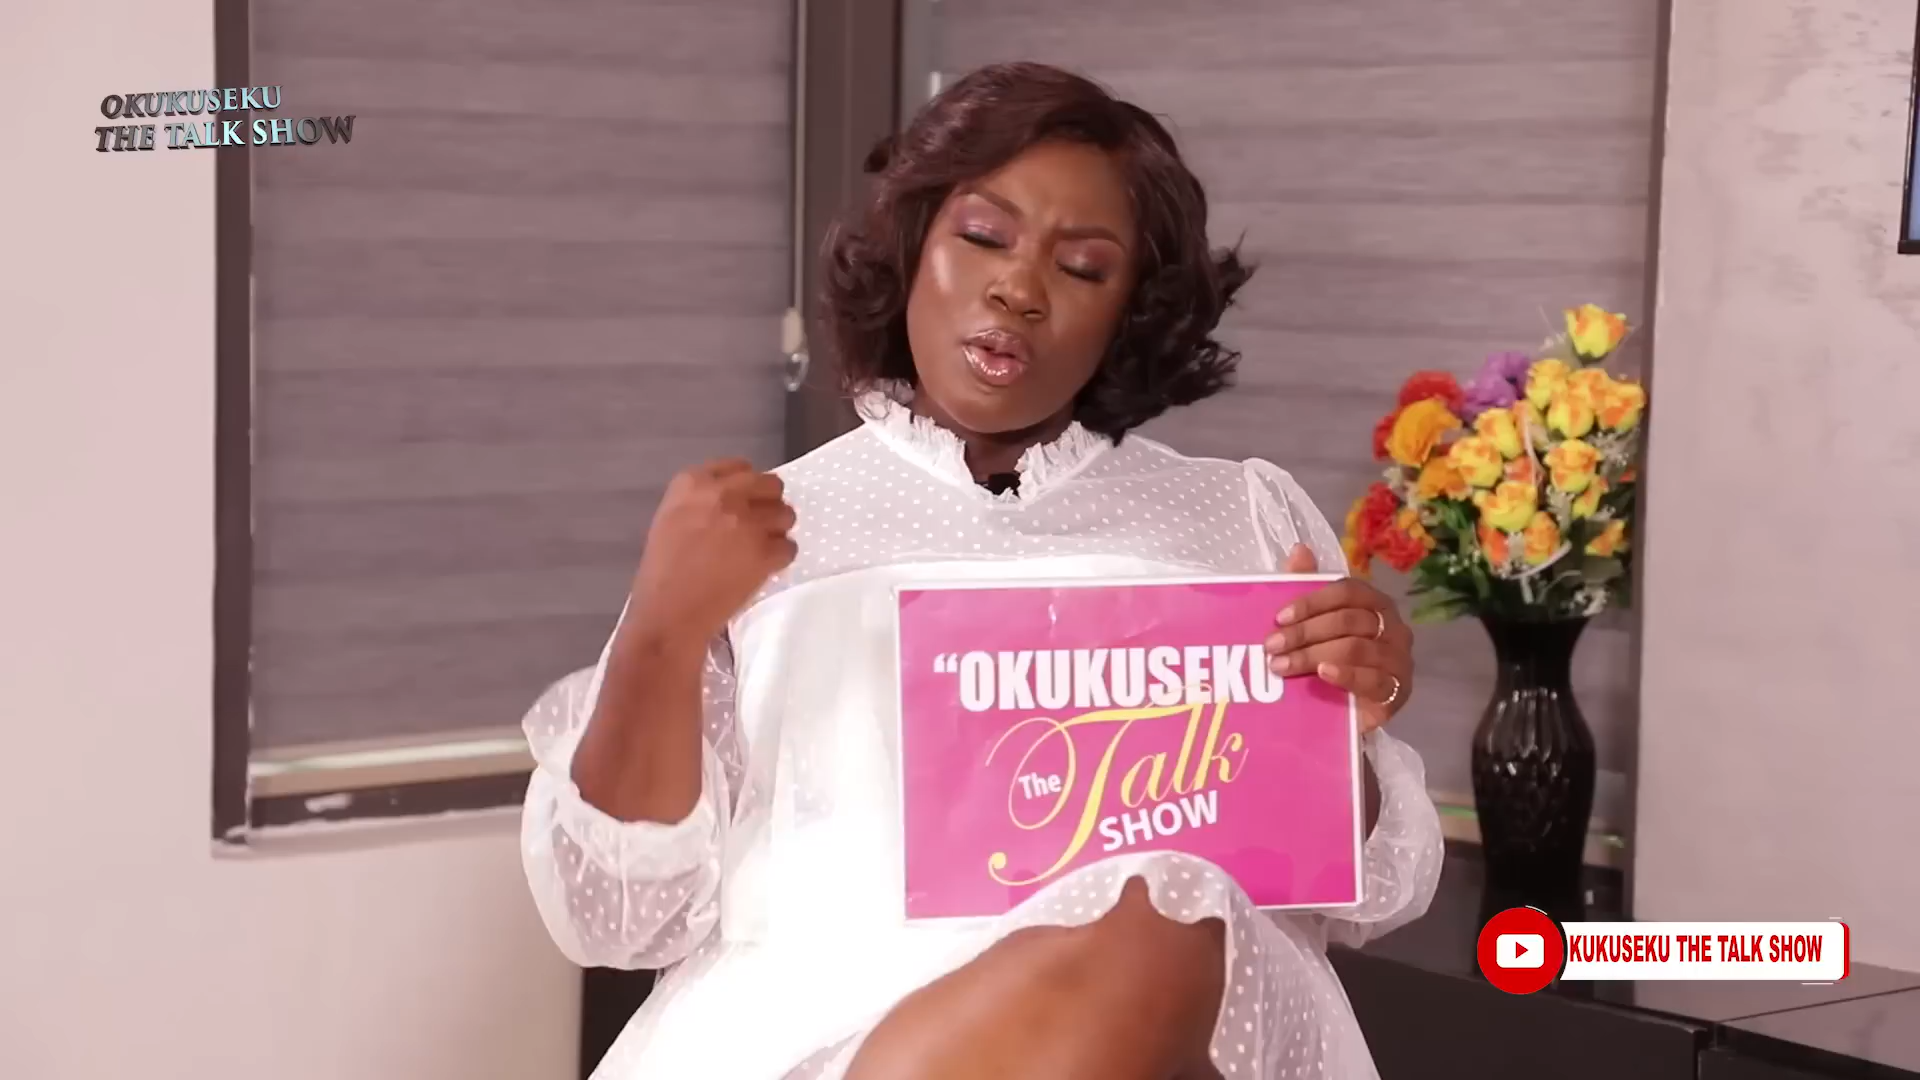 OKUKUSEKU
THE TALK SHOW
“OKUKUSEKU
The Talk
SHOW
KUKUSEKU THE TALK SHOW